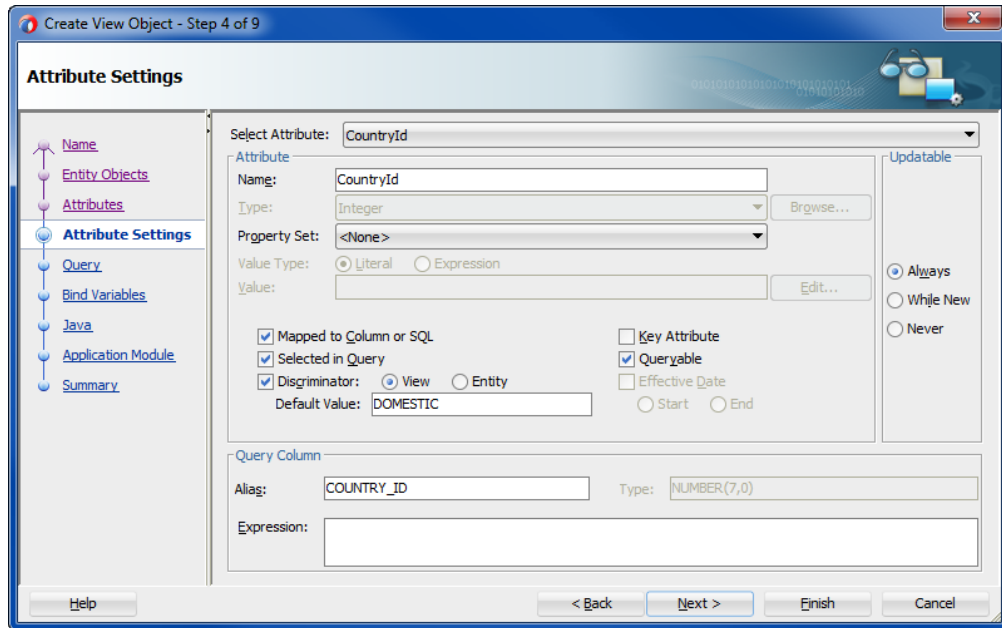 Create View Object - Step 4 of 9
Attribute Settings
Name
Entity Objects
Attributes
Attribute Settings
Query
Bind Variables
Java
Application Module
Summary
Select Attribute: CountryId
Attribute
Name: CountryId
Type: Integer Browse...
Property Set: <None>
Value Type: Literal Expression
Value: Edit...
Mapped to Column or SQL Key Attribute
Selected in Query Queryable
Discriminator: View Entity Effective Date
Default Value: DOMESTIC Start End
Updatable
Always
While New
Never
Query Column
Alias: COUNTRY_ID Type: NUMBER(7,0)
Expression:
Help < Back Next > Finish Cancel